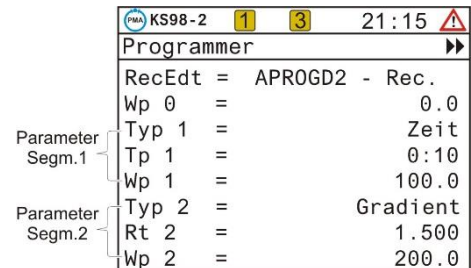 PMA KS98-2 1 3 21:15
Programmer
RecEdt = APROGD2 - Rec.
Wp 0 = 0.0
Typ 1 = Zeit
Tp 1 = 0:10
Wp 1 = 100.0
Typ 2 = Gradient
Rt 2 = 1.500
Wp 2 = 200.0
Parameter
Segm.1
Parameter
Segm.2